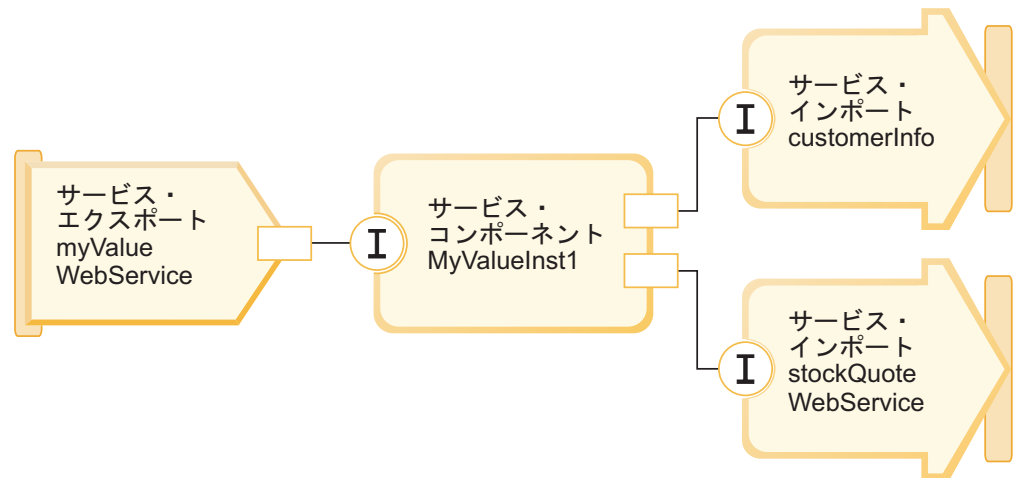 サービス・
エクスポート
myValue
WebService
I
サービス・
コンポーネント
MyValueInst1
I
サービス・
インポート
customerInfo
I
サービス・
インポート
stockQuote
WebService